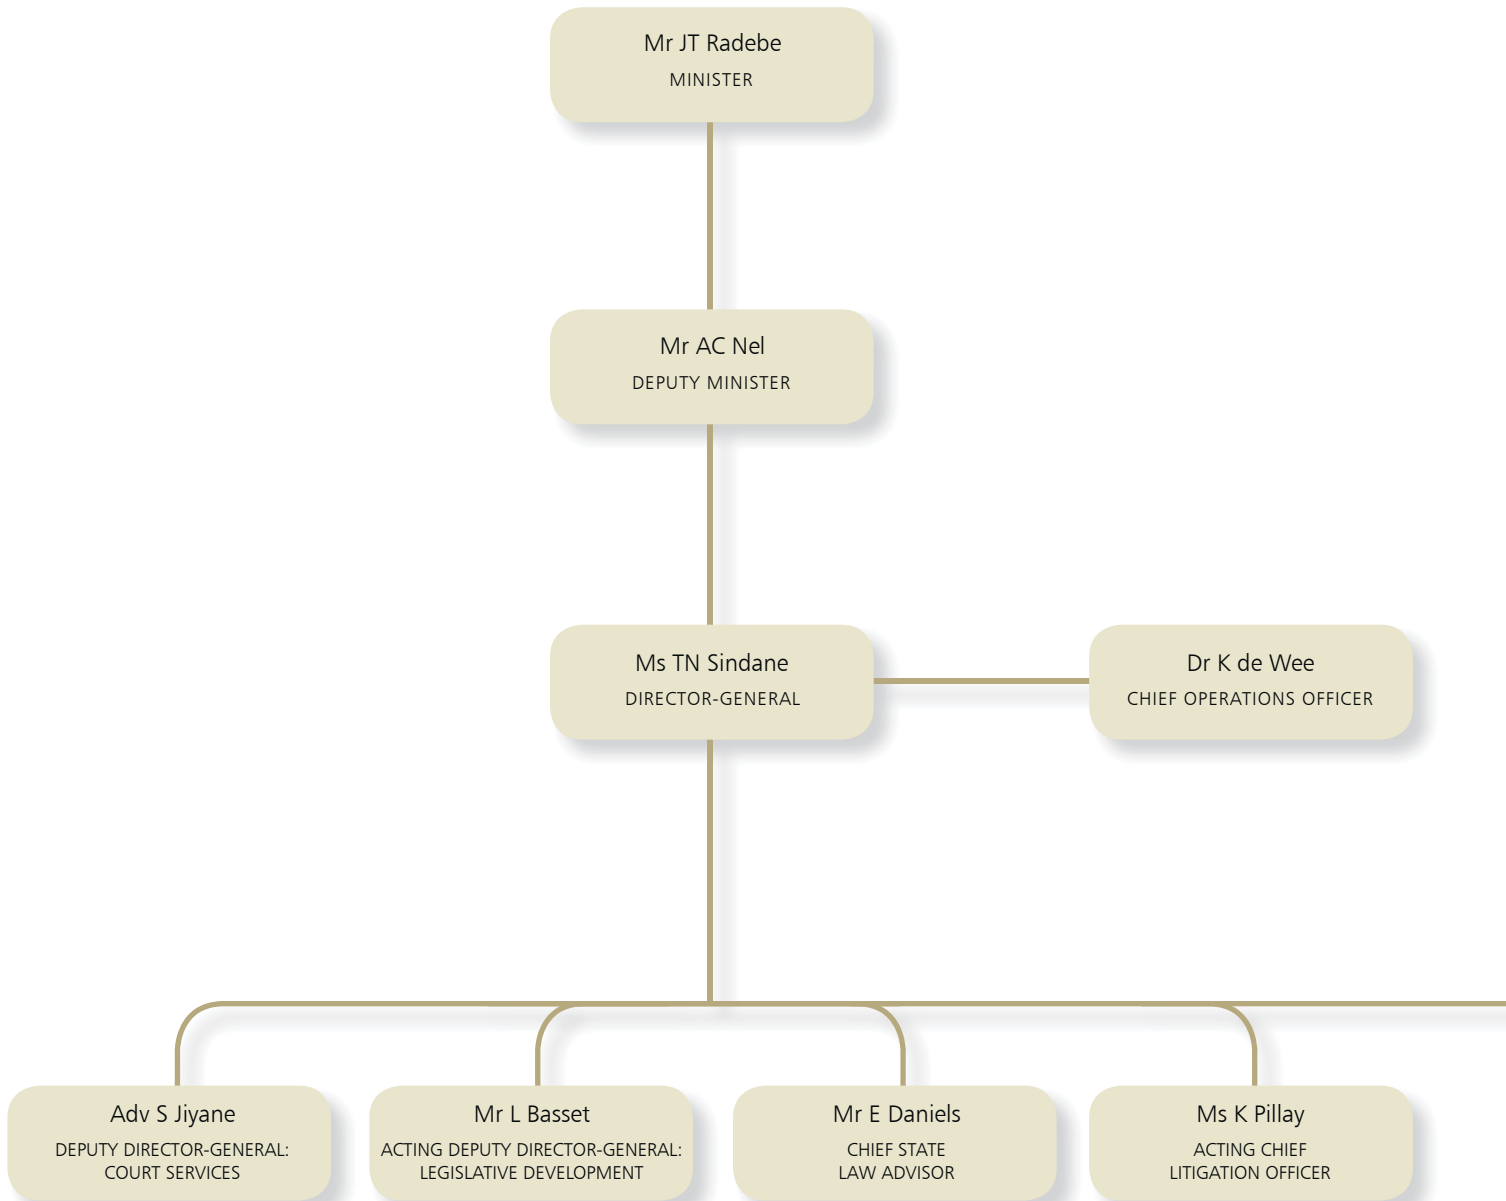 Mr JT Radebe
MINISTER
Mr AC Nel
DEPUTY MINISTER
Ms TN Sindane
DIRECTOR-GENERAL
Dr K de Wee
CHIEF OPERATIONS OFFICER
Adv S Jiyane
DEPUTY DIRECTOR-GENERAL:
COURT SERVICES
Mr L Basset
ACTING DEPUTY DIRECTOR-GENERAL:
LEGISLATIVE DEVELOPMENT
Mr E Daniels
CHIEF STATE
LAW ADVISOR
Ms K Pillay
ACTING CHIEF
LITIGATION OFFICER